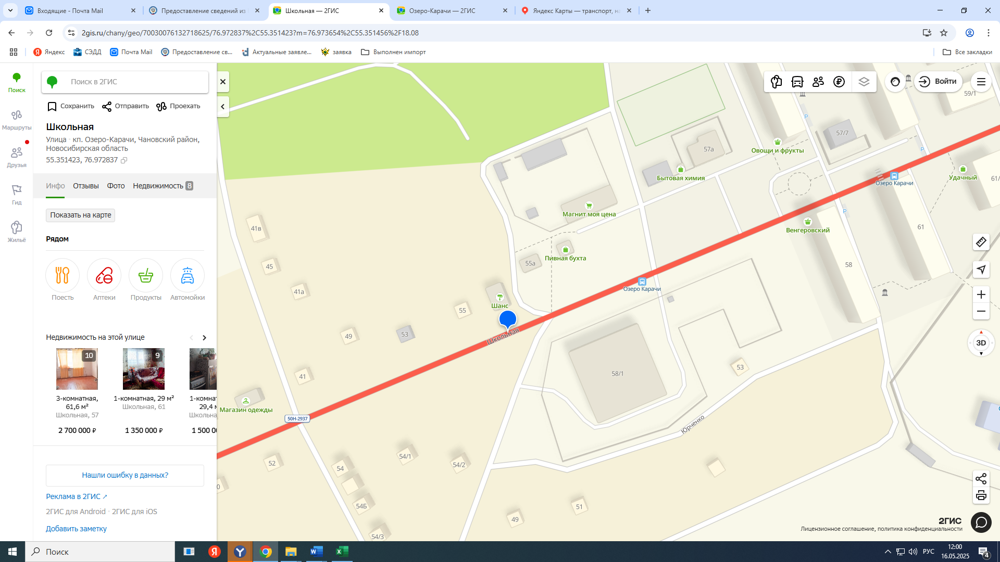 Входящие - Почта Mail
Предоставление сведений из
Школьная — 2ГИС
Озеро-Карачи — 2ГИС
Яндекс Карты — транспорт, на
2gis.ru/chany/geo/70030076132718625/76.972837%2C55.351423?m=76.973654%2C55.351456%2F18.08
Яндекс
СЭДД
Почта Mail
Предоставление св...
Актуальные заявле...
заявка
Выполнен импорт
Все закладки
Поиск
Маршруты
Друзья
Гид
Жильё
Поиск в 2ГИС
Сохранить
Отправить
Проехать
Школьная
Улица · кп. Озеро-Карачи, Чановский район,
Новосибирская область
55.351423, 76.972837
Инфо
Отзывы
Фото
Недвижимость 8
Показать на карте
Рядом
Поесть
Аптеки
Продукты
Автомойки
Недвижимость на этой улице
10
9
3-комнатная,
61,6 м²
Школьная, 57
2 700 000 ₽
1-комнатная, 29 м²
Школьная, 61
1 350 000 ₽
1-комнат
29,4 м
Школьна
1 500 00
Нашли ошибку в данных?
Реклама в 2ГИС ↗
2ГИС для Android · 2ГИС для iOS
Добавить заметку
Войти
59/1
P
57/7
57а
Овощи и фрукты
P
Бытовая химия
Озеро Карачи
Удачный
61/
Магнит моя цена
P
Венгеровский
61
41в
45
41а
Пивная бухта
55а
58
Озеро Карачи
Шанс
55
Школьная
49
53
41
58/1
53
Магазин одежды
50Н-2937
Юрченко
52
54
54/1
54/2
0
54Б
54/3
49
51
3D
2ГИС
Лицензионное соглашение, политика конфиденциальности
Поиск
РУС
12:00
16.05.2025
4